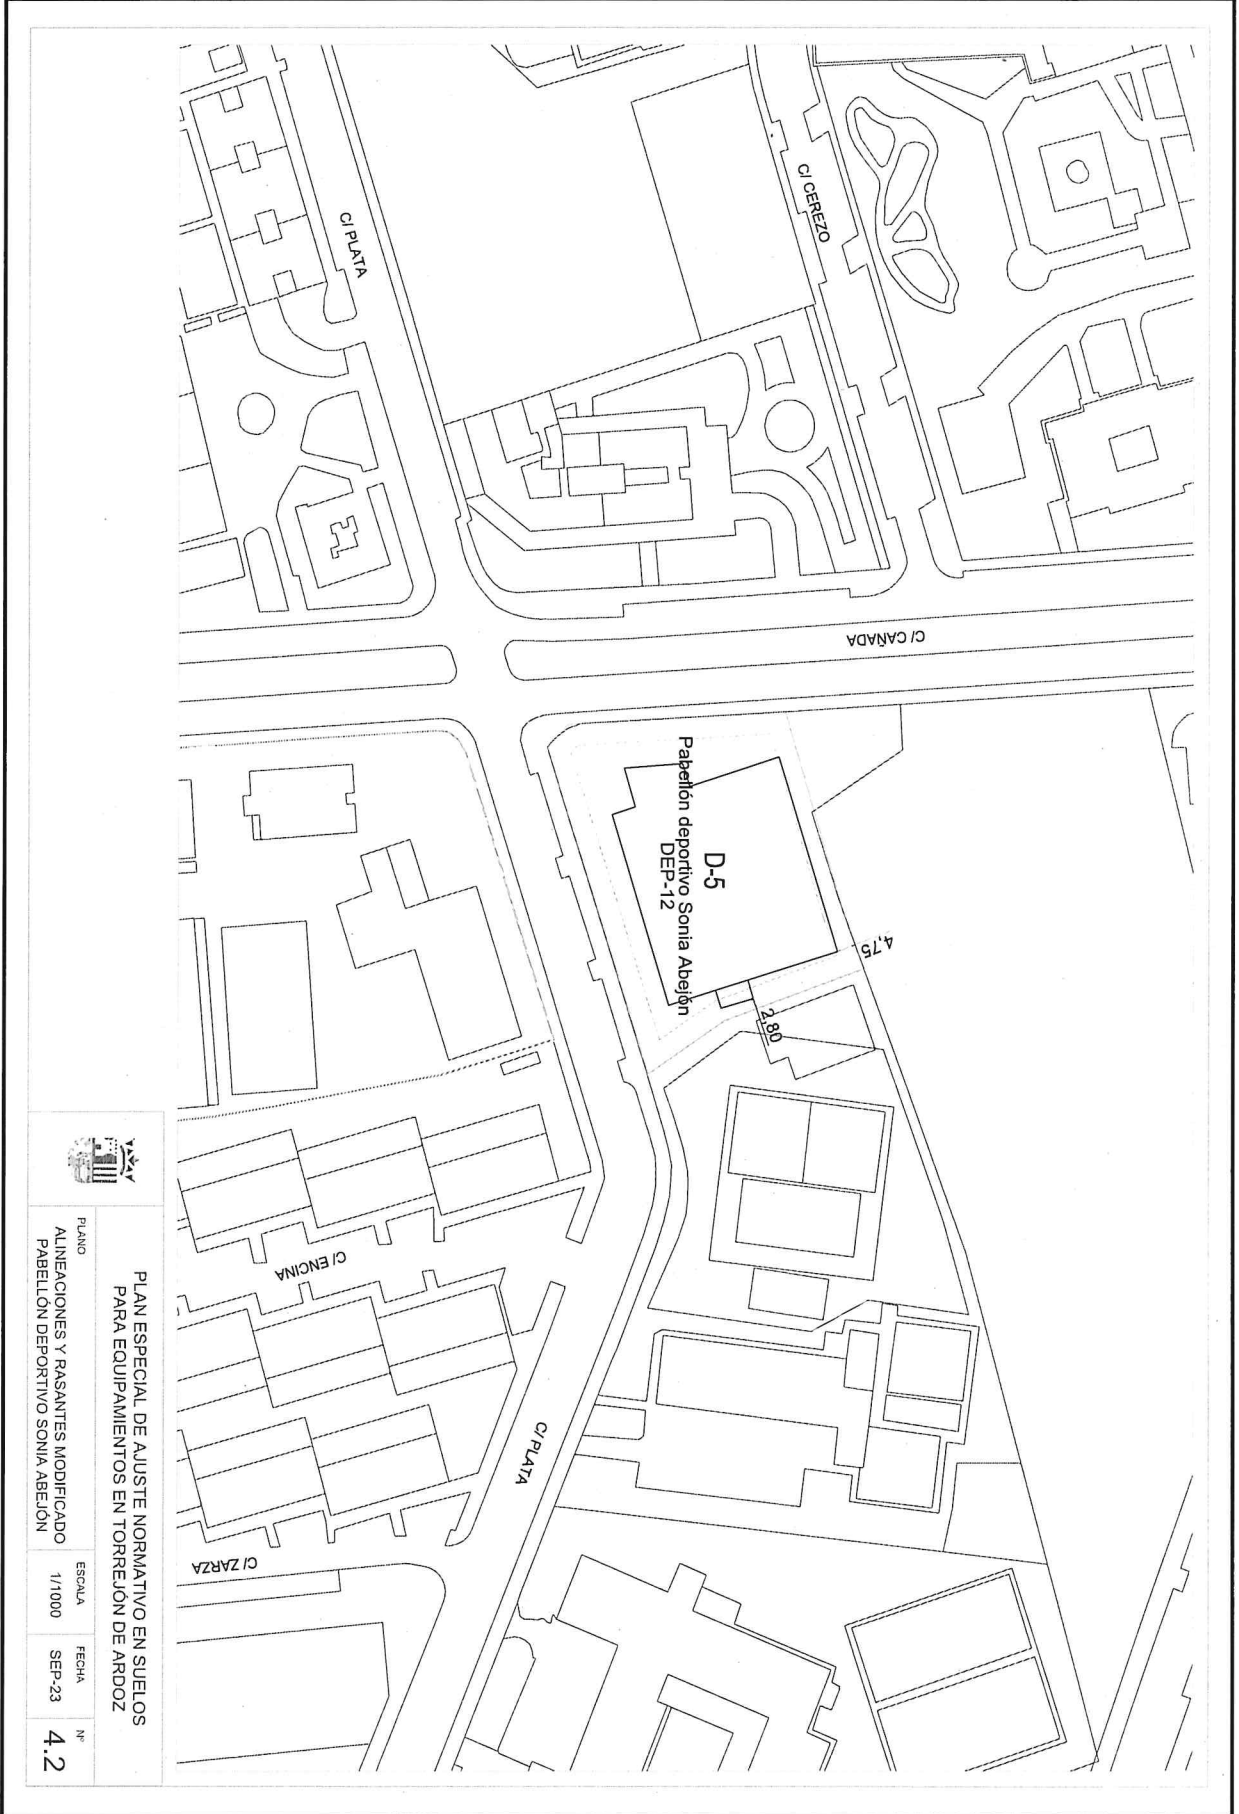 C/ PLATA
C/ CEREZO
C/ CAÑADA
D-5
Pabellón deportivo Sonia Abejón
DEP-12
4,75
2,80
C/ ENCINA
C/ PLATA
C/ ZARZA
PLAN ESPECIAL DE AJUSTE NORMATIVO EN SUELOS
PARA EQUIPAMIENTOS EN TORREJÓN DE ARDOZ
PLANO
ALINEACIONES Y RASANTES MODIFICADO
PABELLÓN DEPORTIVO SONIA ABEJÓN
ESCALA
1/1000
FECHA
SEP-23
Nº
4.2